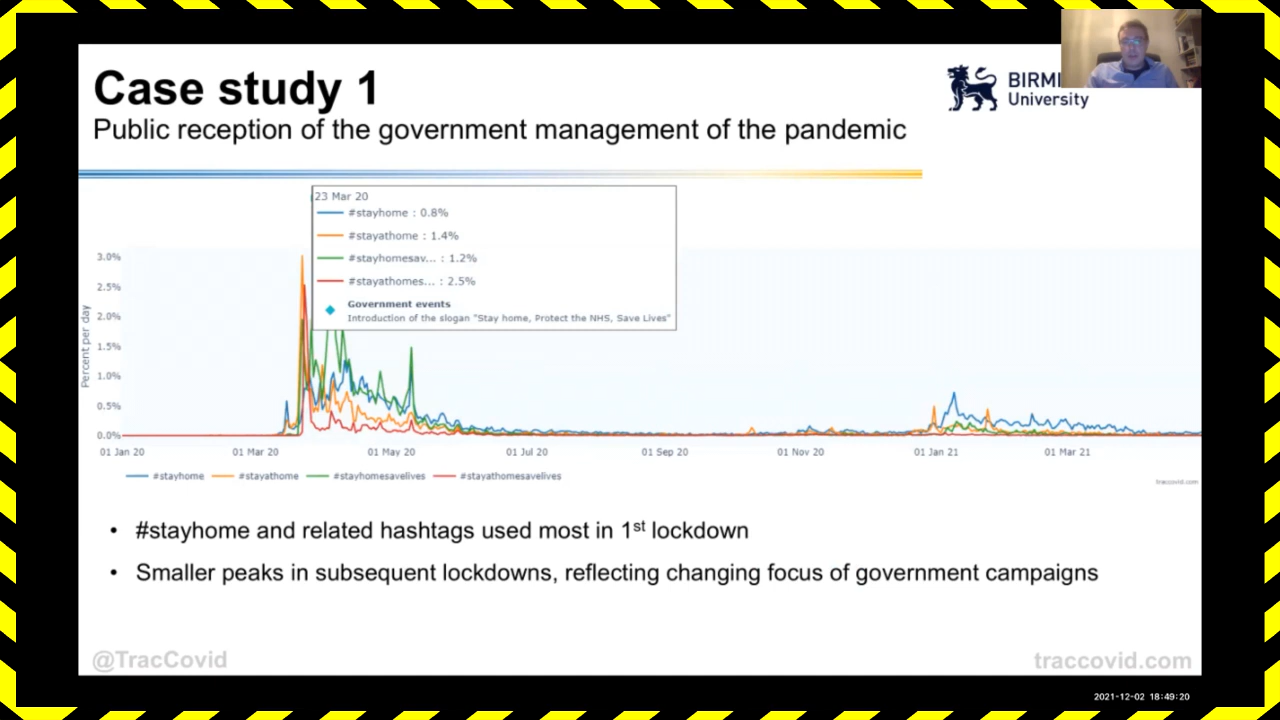 Case study 1
Public reception of the government management of the pandemic
BIRM
University
23 Mar 20
#stayhome : 0.8%
#stayathome : 1.4%
#stayhomesav... : 1.2%
#stayathomes... : 2.5%
Government events
Introduction of the slogan "Stay home, Protect the NHS, Save Lives"
Percent per day
3.0%
2.5%
2.0%
1.5%
1.0%
0.5%
0.0%
01 Jan 20 01 Mar 20 01 May 20 01 Jul 20 01 Sep 20 01 Nov 20 01 Jan 21 01 Mar 21
#stayhome #stayathome #stayhomesavelives #stayathomesavelives
traccovid.com
• #stayhome and related hashtags used most in 1st lockdown
• Smaller peaks in subsequent lockdowns, reflecting changing focus of government campaigns
@TracCovid
traccovid.com
2021-12-02 18:49:20